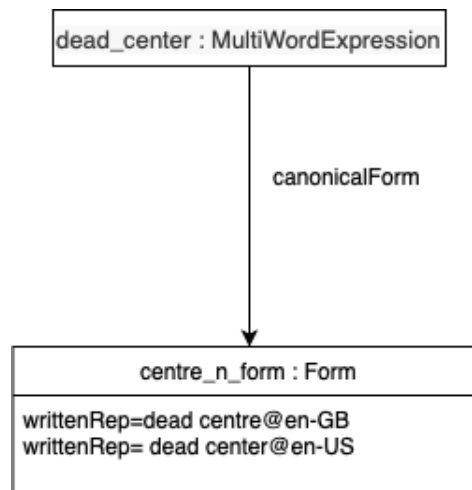 dead_center : MultiWordExpression
canonicalForm
centre_n_form : Form
writtenRep=dead centre@en-GB
writtenRep= dead center@en-US